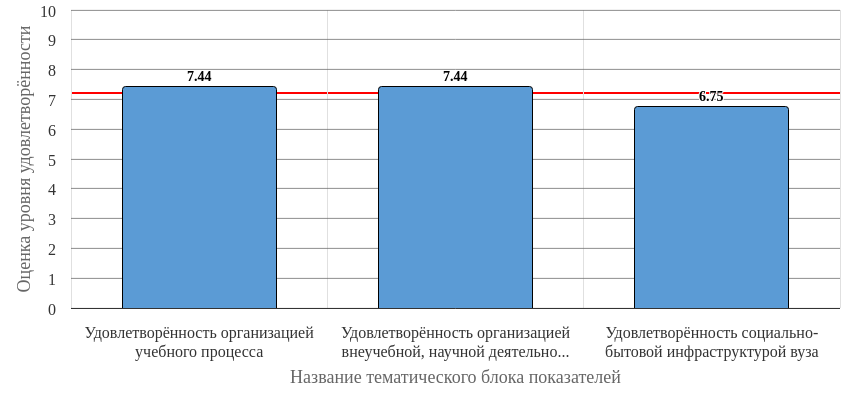 Оценка уровня удовлетворённости
10
9
8
7
6
5
4
3
2
1
0
7.44
7.44
6.75
Удовлетворённость организацией
учебного процесса
Удовлетворённость организацией
внеучебной, научной деятельно...
Удовлетворённость социально-
бытовой инфраструктурой вуза
Название тематического блока показателей